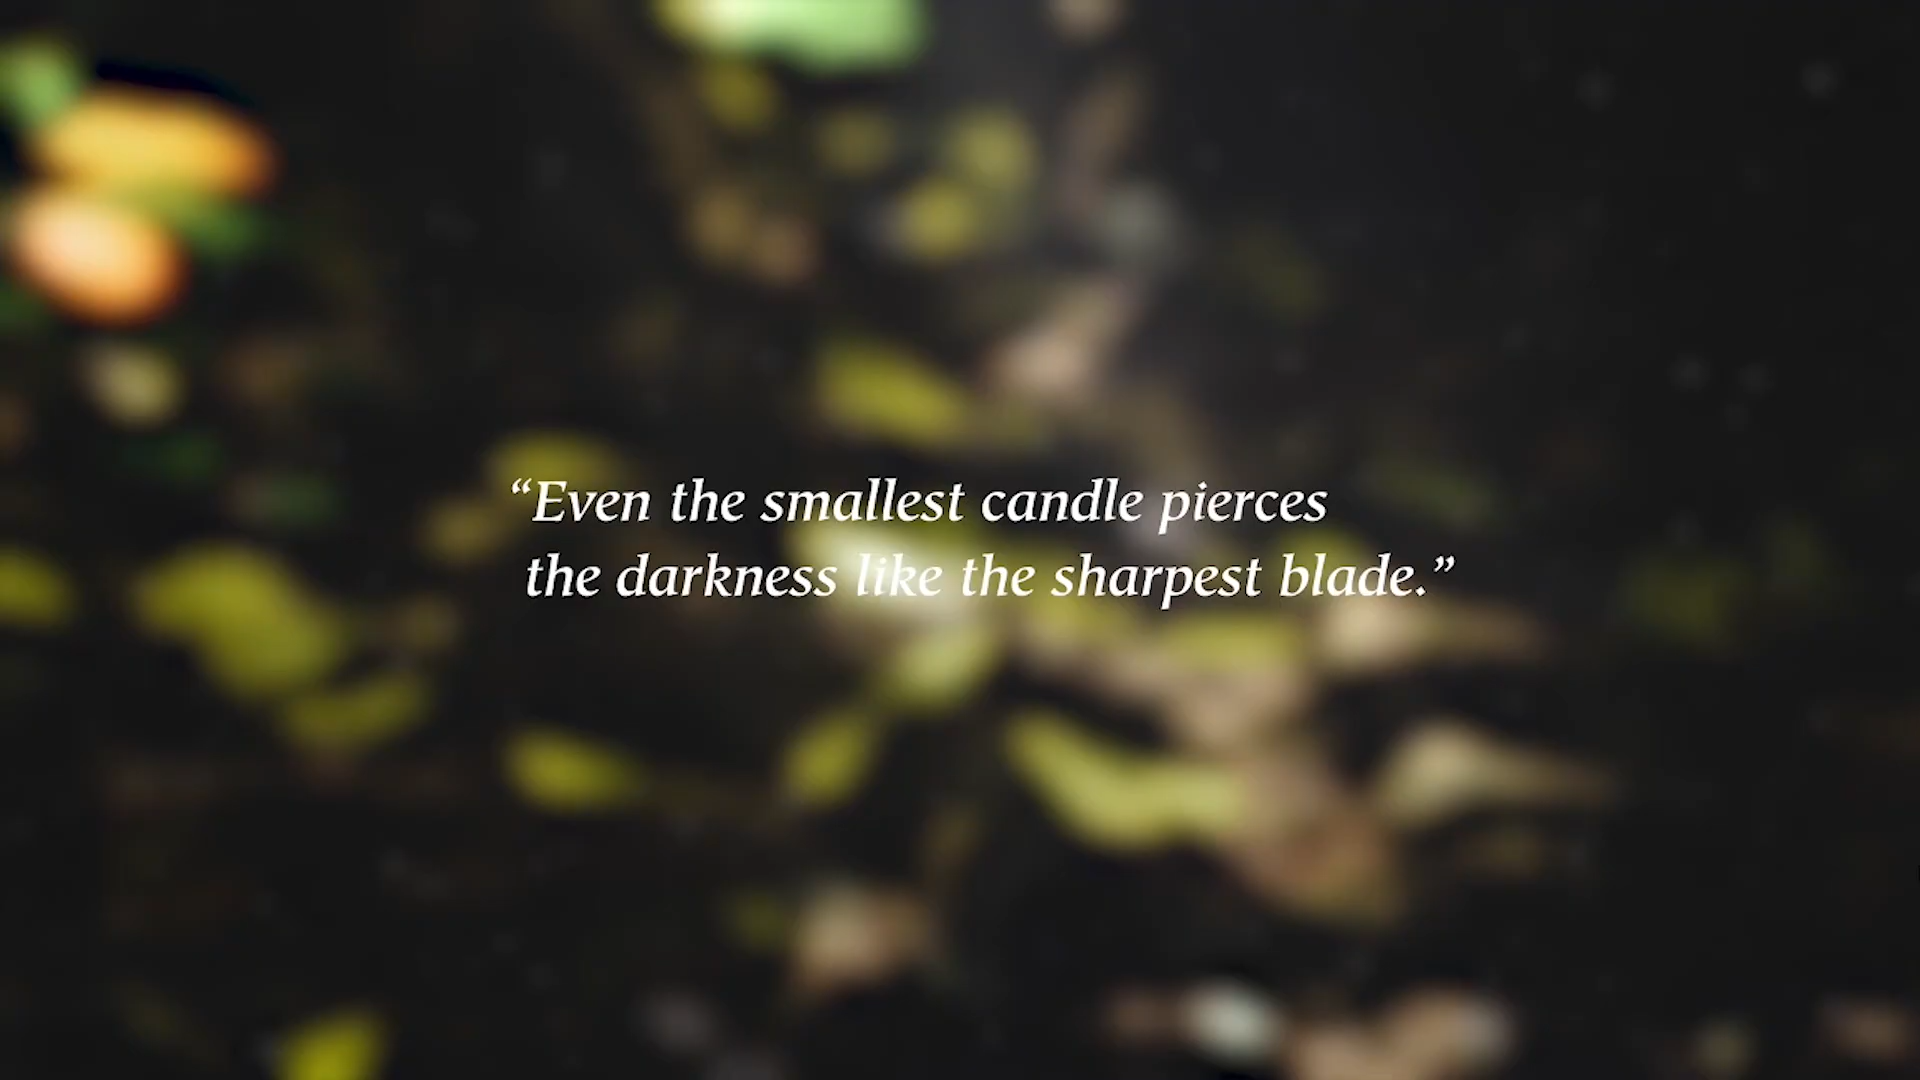 “Even the smallest candle pierces
the darkness like the sharpest blade.”